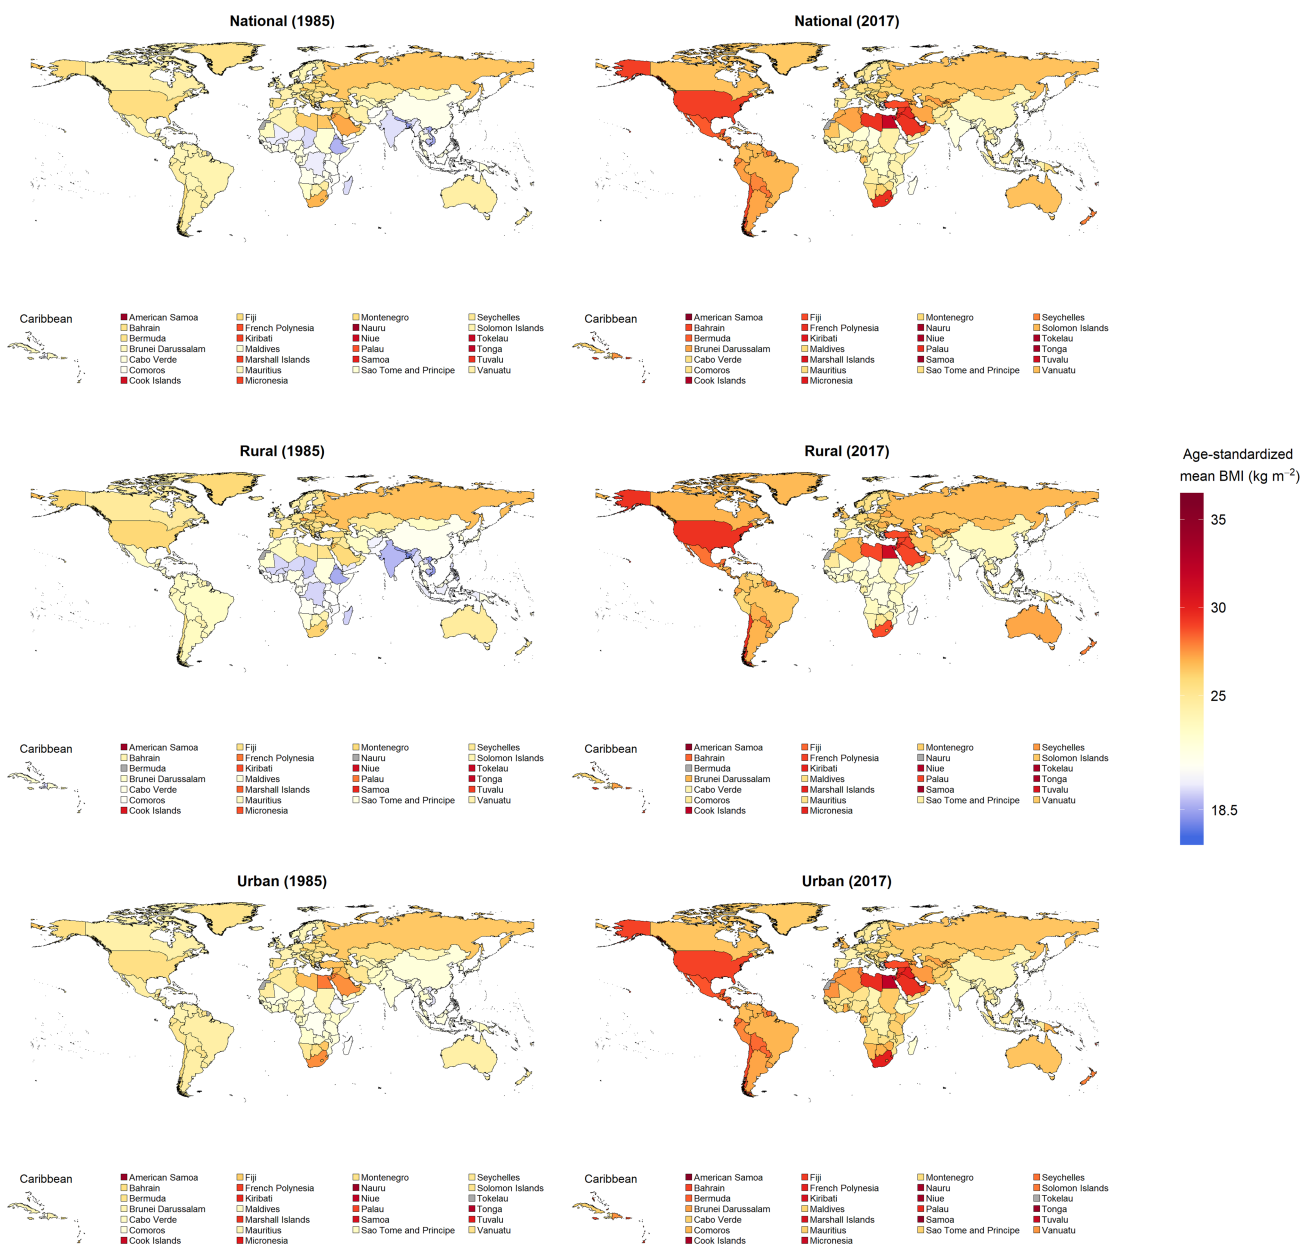 National (1985)
National (2017)
Caribbean
American Samoa
Bahrain
Bermuda
Brunei Darussalam
Cabo Verde
Comoros
Cook Islands
Fiji
French Polynesia
Kiribati
Maldives
Marshall Islands
Mauritius
Micronesia
Montenegro
Nauru
Niue
Palau
Samoa
Sao Tome and Principe
Seychelles
Solomon Islands
Tokelau
Tonga
Tuvalu
Vanuatu
Caribbean
American Samoa
Bahrain
Bermuda
Brunei Darussalam
Cabo Verde
Comoros
Cook Islands
Fiji
French Polynesia
Kiribati
Maldives
Marshall Islands
Mauritius
Micronesia
Montenegro
Nauru
Niue
Palau
Samoa
Sao Tome and Principe
Seychelles
Solomon Islands
Tokelau
Tonga
Tuvalu
Vanuatu
Rural (1985)
Rural (2017)
Caribbean
American Samoa
Bahrain
Bermuda
Brunei Darussalam
Cabo Verde
Comoros
Cook Islands
Fiji
French Polynesia
Kiribati
Maldives
Marshall Islands
Mauritius
Micronesia
Montenegro
Nauru
Niue
Palau
Samoa
Sao Tome and Principe
Seychelles
Solomon Islands
Tokelau
Tonga
Tuvalu
Vanuatu
Caribbean
American Samoa
Bahrain
Bermuda
Brunei Darussalam
Cabo Verde
Comoros
Cook Islands
Fiji
French Polynesia
Kiribati
Maldives
Marshall Islands
Mauritius
Micronesia
Montenegro
Nauru
Niue
Palau
Samoa
Sao Tome and Principe
Seychelles
Solomon Islands
Tokelau
Tonga
Tuvalu
Vanuatu
Age-standardized
mean BMI (kg m⁻²)
35
30
25
18.5
Urban (1985)
Urban (2017)
Caribbean
American Samoa
Bahrain
Bermuda
Brunei Darussalam
Cabo Verde
Comoros
Cook Islands
Fiji
French Polynesia
Kiribati
Maldives
Marshall Islands
Mauritius
Micronesia
Montenegro
Nauru
Niue
Palau
Samoa
Sao Tome and Principe
Seychelles
Solomon Islands
Tokelau
Tonga
Tuvalu
Vanuatu
Caribbean
American Samoa
Bahrain
Bermuda
Brunei Darussalam
Cabo Verde
Comoros
Cook Islands
Fiji
French Polynesia
Kiribati
Maldives
Marshall Islands
Mauritius
Micronesia
Montenegro
Nauru
Niue
Palau
Samoa
Sao Tome and Principe
Seychelles
Solomon Islands
Tokelau
Tonga
Tuvalu
Vanuatu